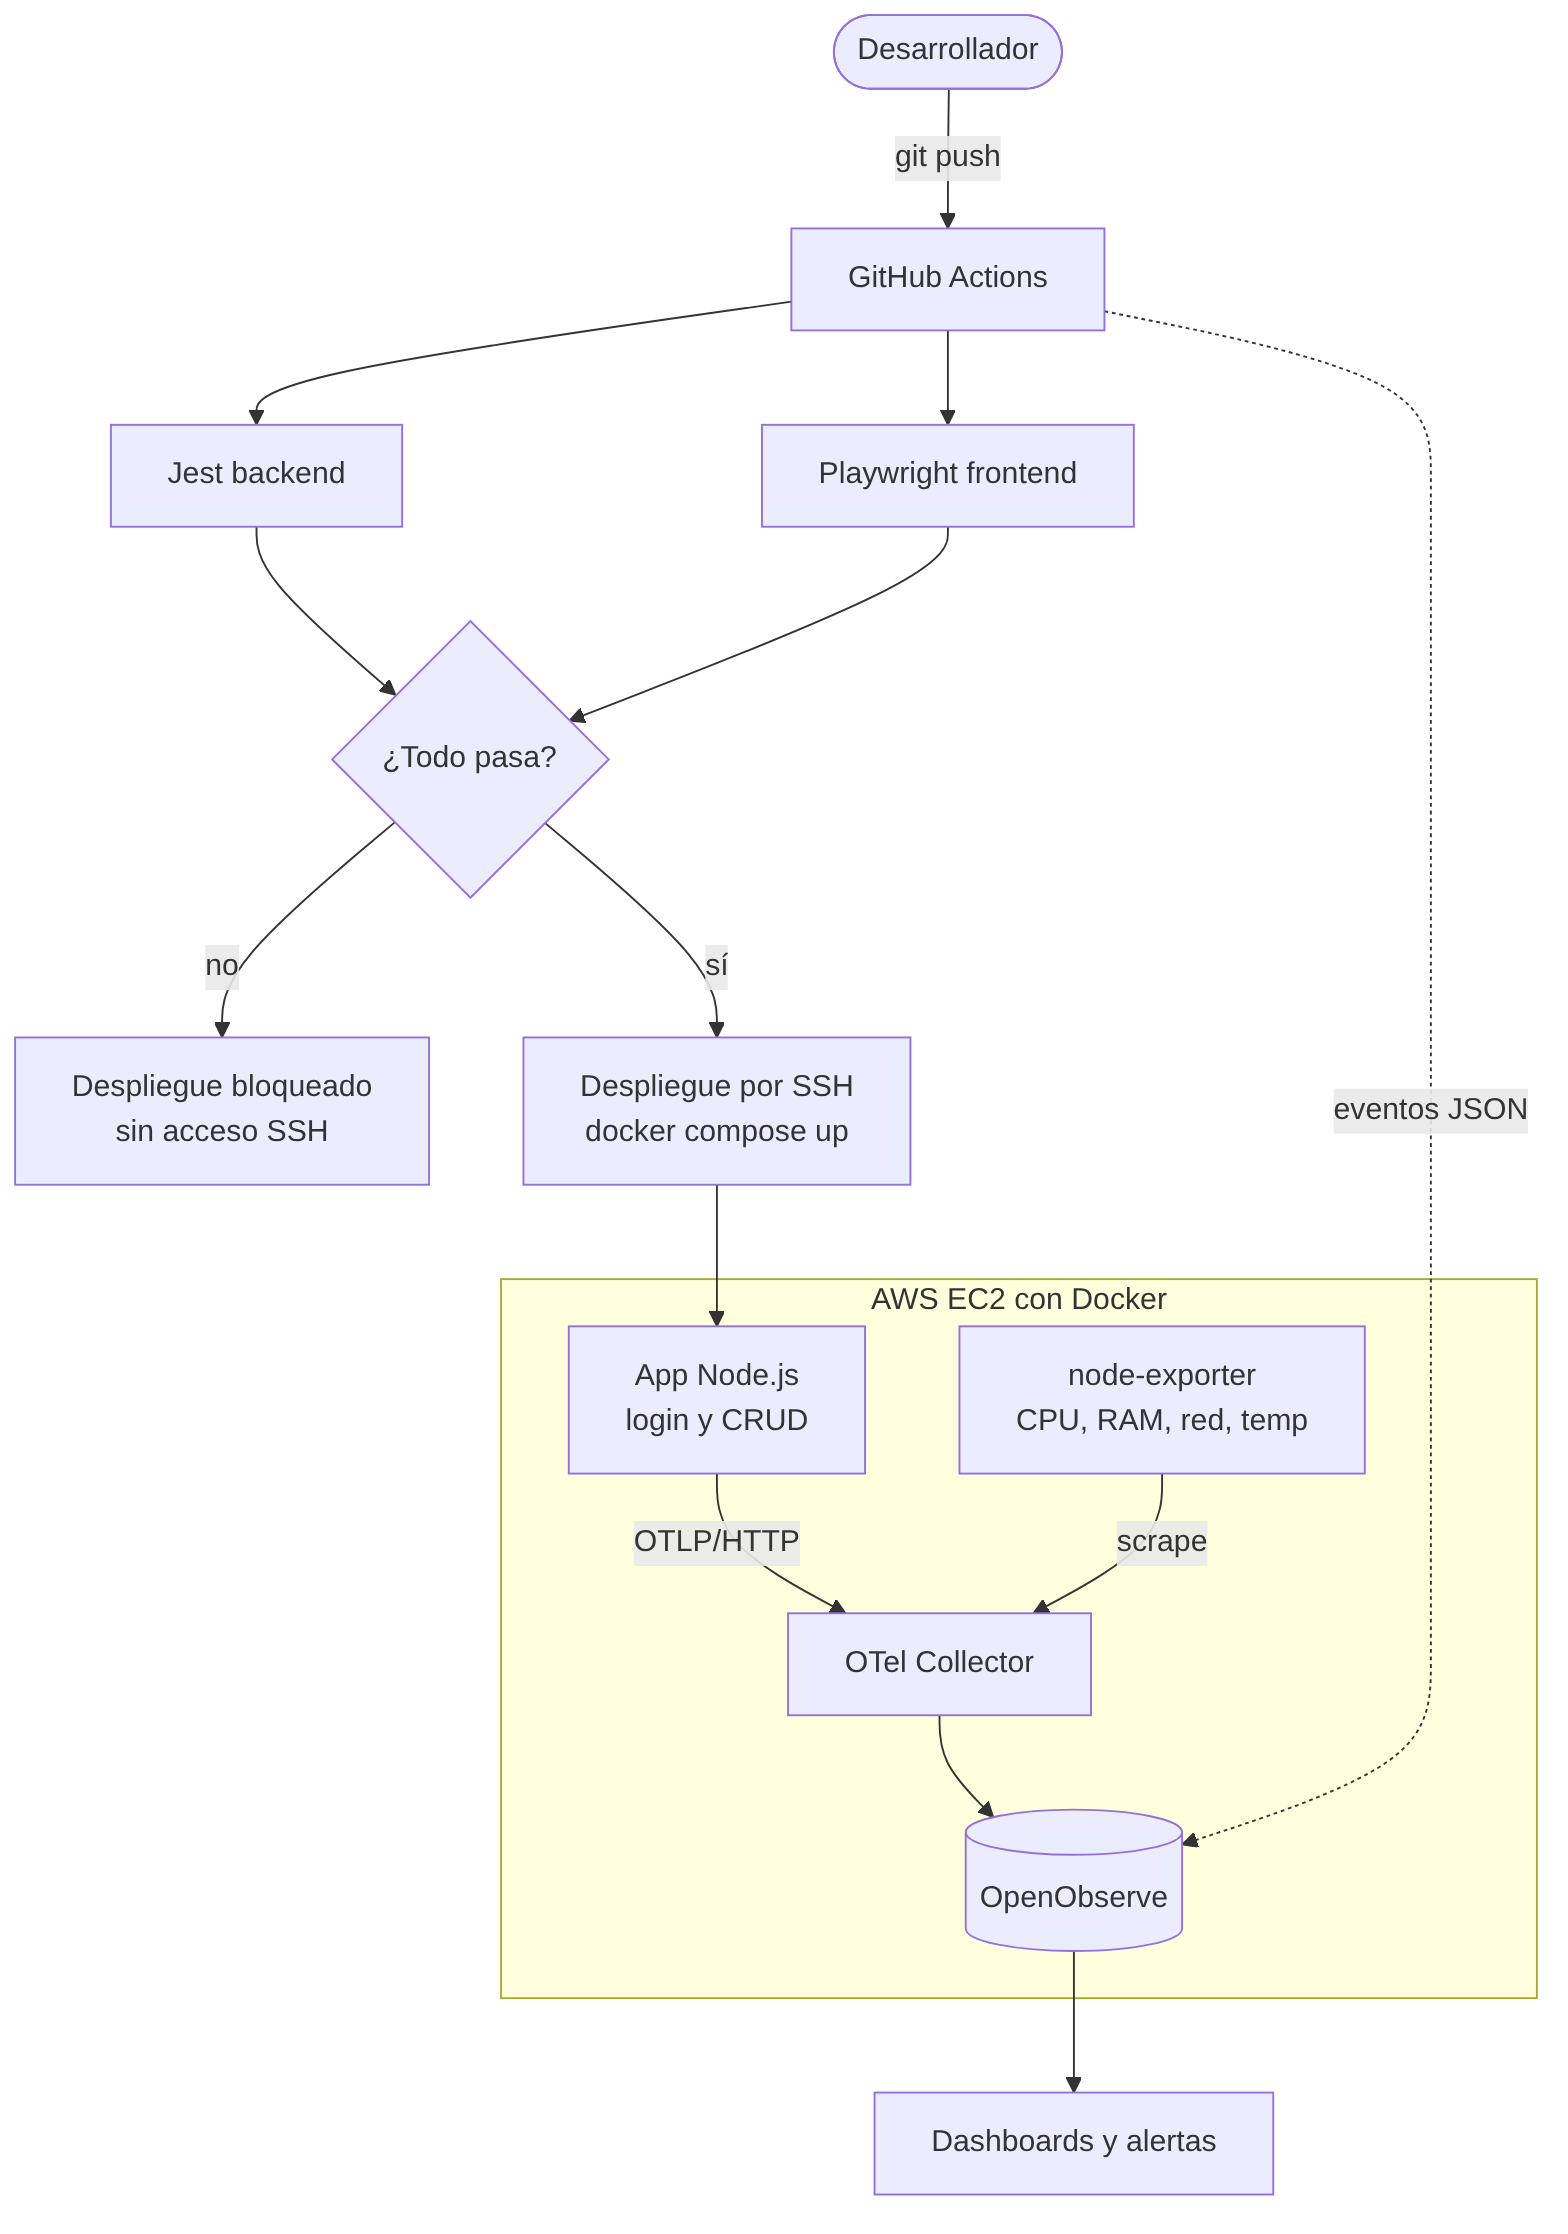 Desarrollador
git push
GitHub Actions
Jest backend
Playwright frontend
¿Todo pasa?
no
sí
Despliegue bloqueado
sin acceso SSH
Despliegue por SSH
docker compose up
eventos JSON
AWS EC2 con Docker
App Node.js
login y CRUD
node-exporter
CPU, RAM, red, temp
OTLP/HTTP
scrape
OTel Collector
OpenObserve
Dashboards y alertas